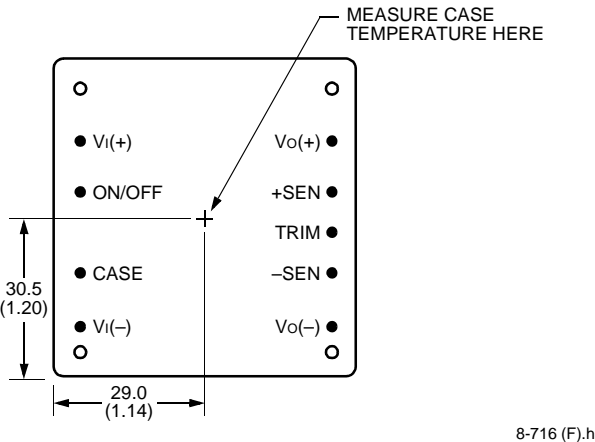 MEASURE CASE
TEMPERATURE HERE
VI(+)
VO(+)
ON/OFF
+SEN
TRIM
CASE
–SEN
30.5
(1.20)
VI(–)
VO(–)
29.0
(1.14)
8-716 (F).h